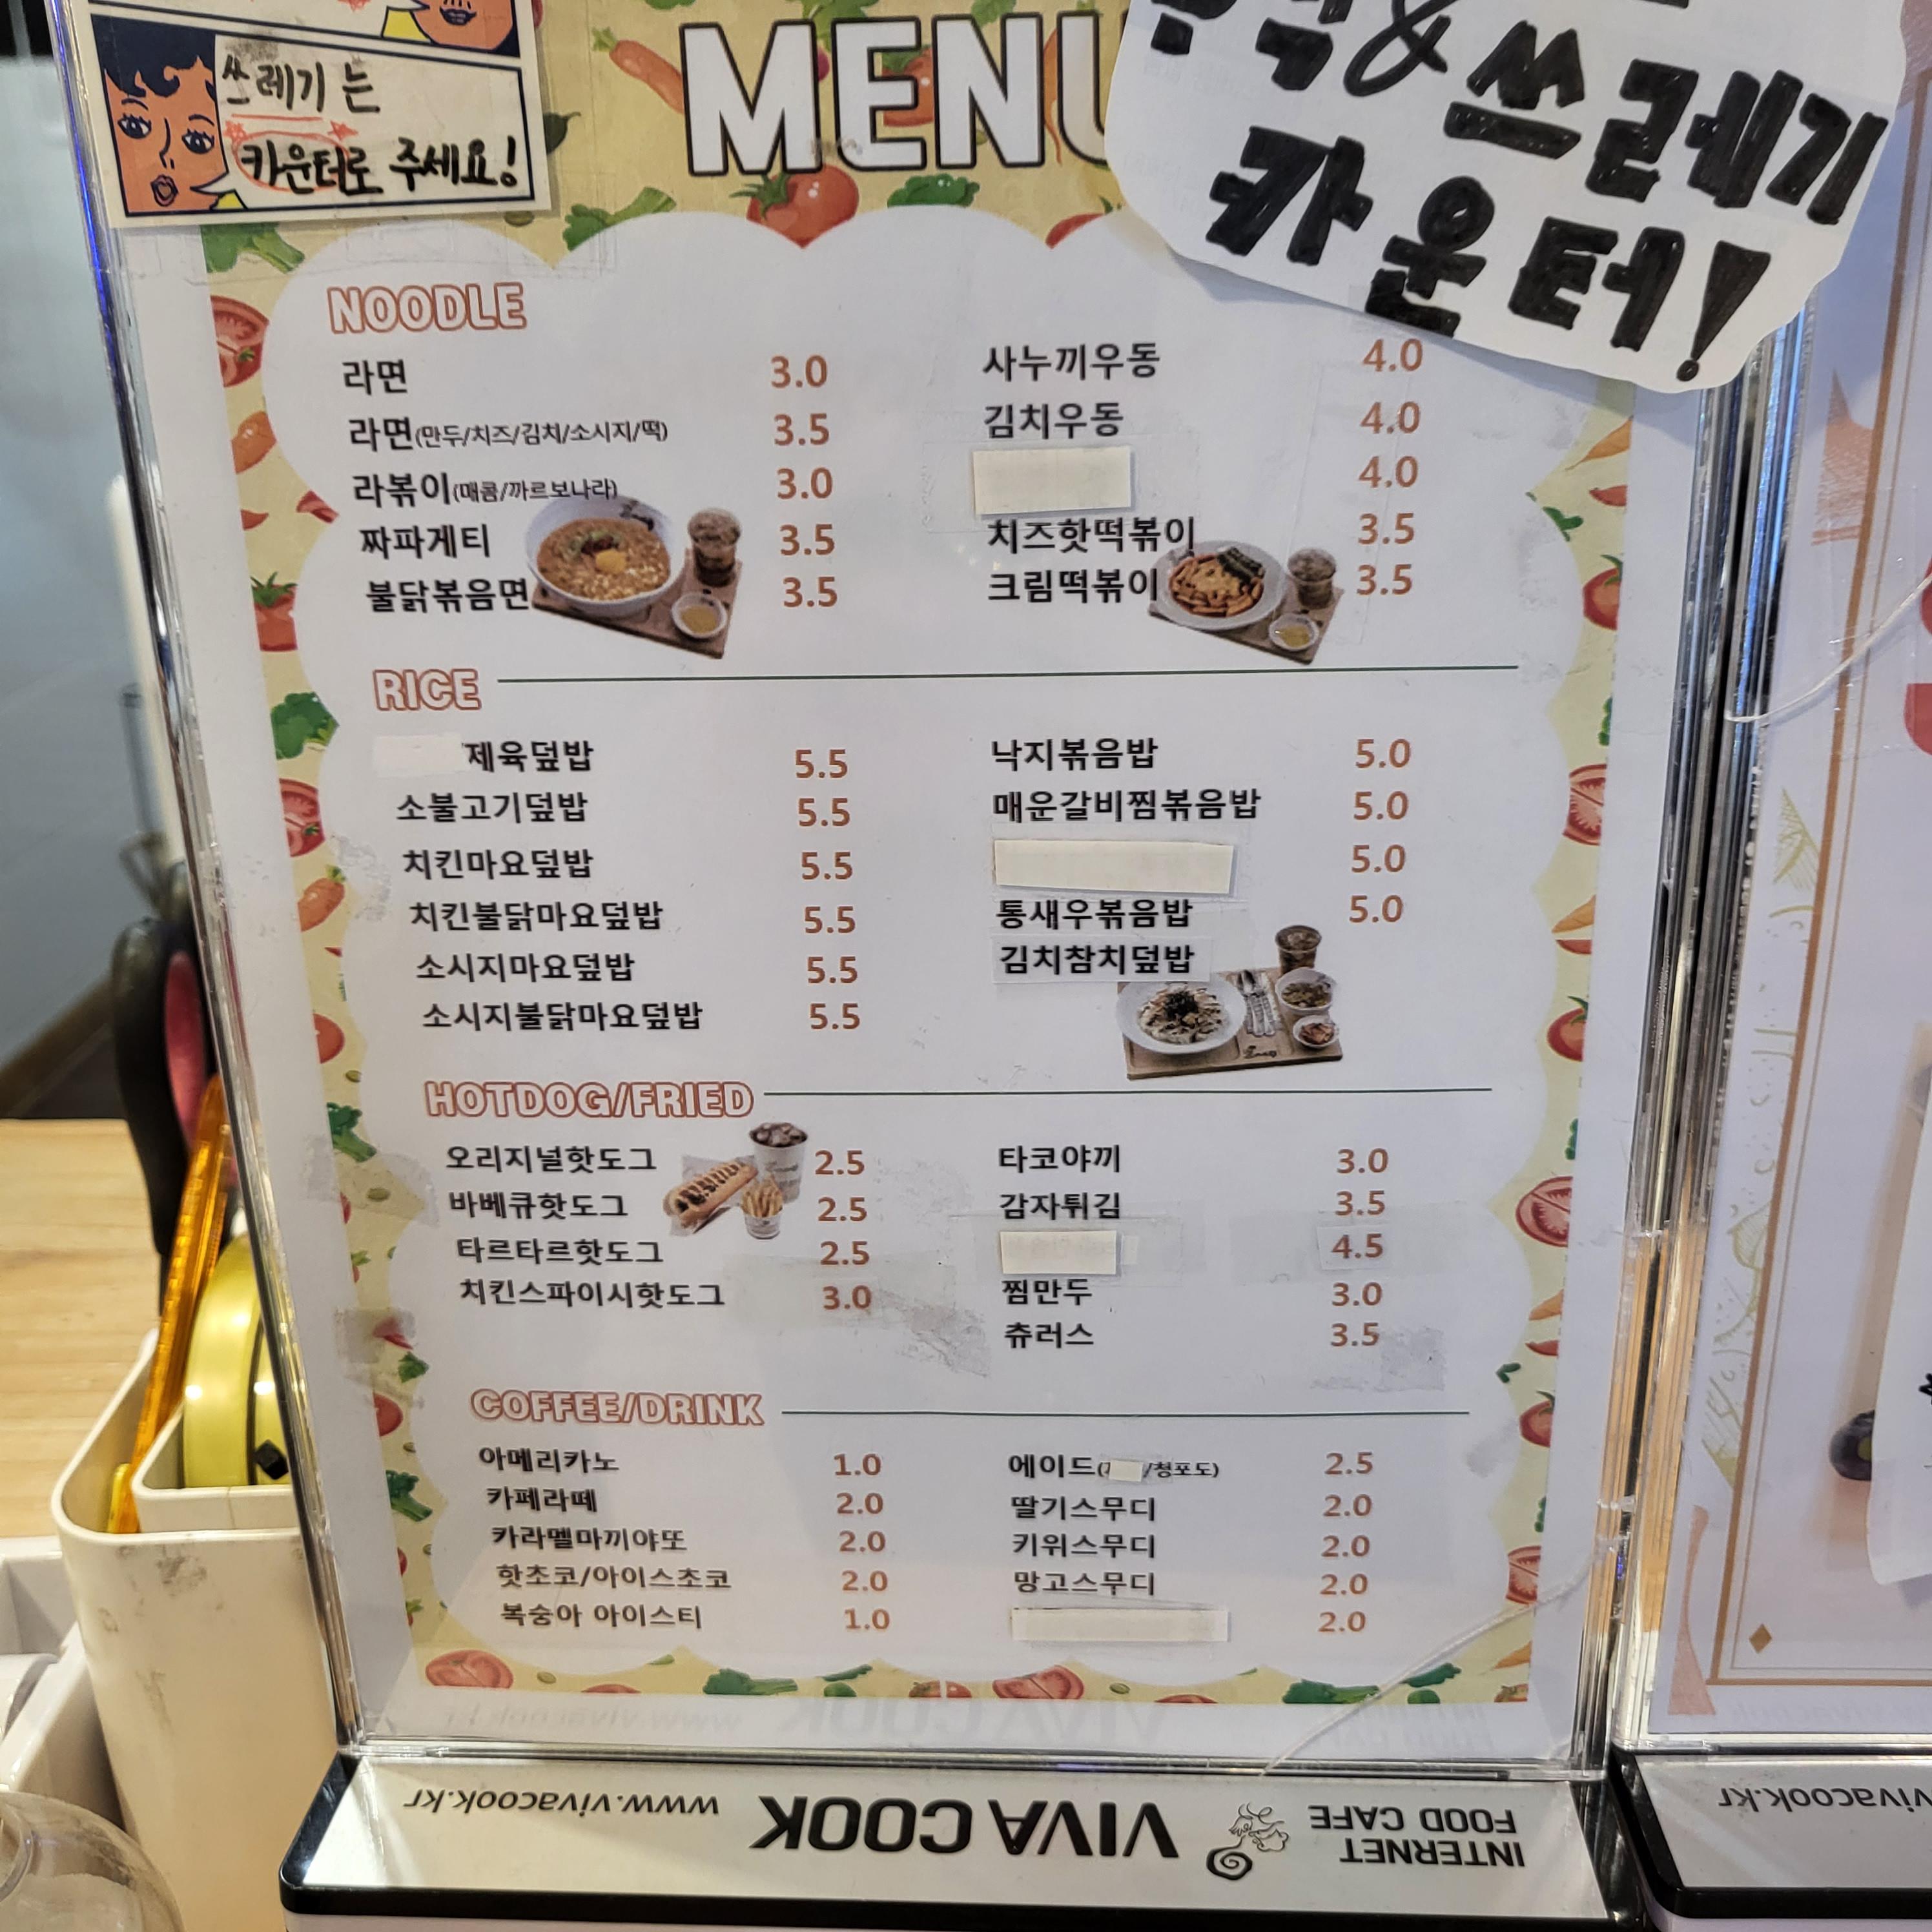 쓰레기는
카운터로 주세요!
MENU
& 쓰레기
카운터!
NOODLE
라면 3.0
라면(만두/치즈/김치/소시지/떡) 3.5
라볶이(매콤/까르보나라) 3.0
짜파게티 3.5
불닭볶음면 3.5
사누끼우동 4.0
김치우동 4.0
4.0
치즈핫떡볶이 3.5
크림떡볶이 3.5
RICE
제육덮밥 5.5
소불고기덮밥 5.5
치킨마요덮밥 5.5
치킨불닭마요덮밥 5.5
소시지마요덮밥 5.5
소시지불닭마요덮밥 5.5
낙지볶음밥 5.0
매운갈비찜볶음밥 5.0
5.0
통새우볶음밥 5.0
김치참치덮밥
HOTDOG/FRIED
오리지널핫도그 2.5
바베큐핫도그 2.5
타르타르핫도그 2.5
치킨스파이시핫도그 3.0
타코야끼 3.0
감자튀김 3.5
4.5
찜만두 3.0
츄러스 3.5
COFFEE/DRINK
아메리카노 1.0
카페라떼 2.0
카라멜마끼야또 2.0
핫초코/아이스초코 2.0
복숭아 아이스티 1.0
에이드( /청포도) 2.5
딸기스무디 2.0
키위스무디 2.0
망고스무디 2.0
2.0
INTERNET
FOOD CAFE
VIVA COOK
www.vivacook.kr
vivacook.kr